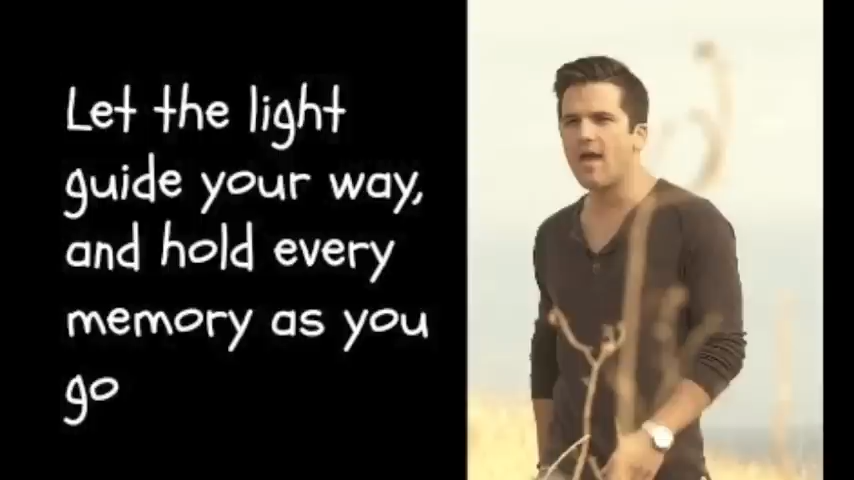 Let the light
guide your way,
and hold every
memory as you
go